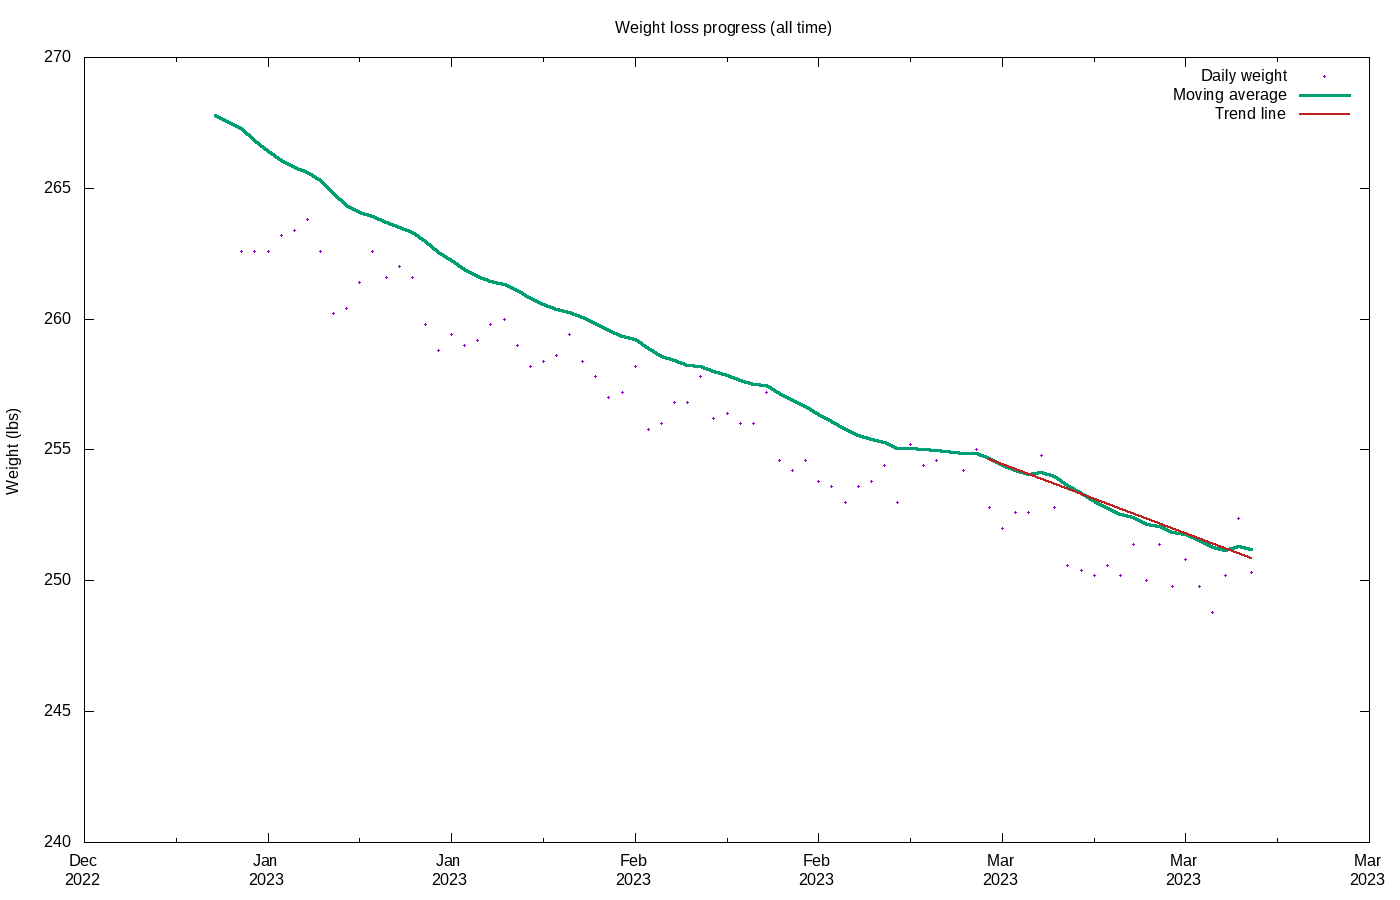 Weight loss progress (all time)
Daily weight
Moving average
Trend line
Weight (lbs)
270
265
260
255
250
245
240
Dec Jan Jan Feb Feb Mar Mar Mar
2022 2023 2023 2023 2023 2023 2023 2023